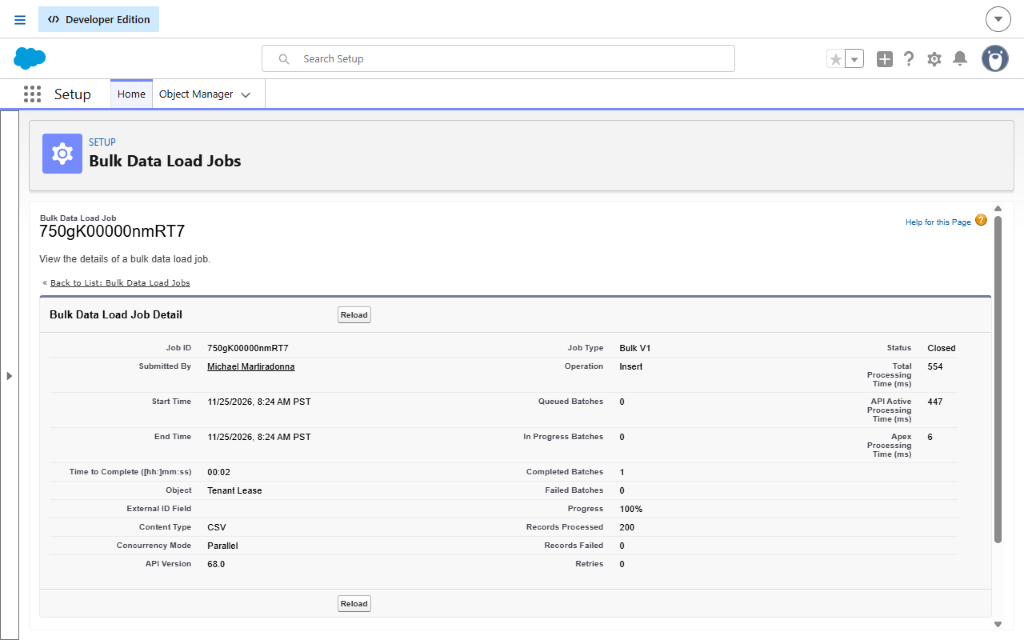 Developer Edition
Search Setup
Setup
Home
Object Manager
SETUP
Bulk Data Load Jobs
Bulk Data Load Job
750gK00000nmRT7
Help for this Page
View the details of a bulk data load job.
« Back to List: Bulk Data Load Jobs
Bulk Data Load Job Detail
Reload
Job ID 750gK00000nmRT7 Job Type Bulk V1 Status Closed
Submitted By Michael Martiradonna Operation Insert Total Processing Time (ms) 554
Start Time 11/25/2026, 8:24 AM PST Queued Batches 0 API Active Processing Time (ms) 447
End Time 11/25/2026, 8:24 AM PST In Progress Batches 0 Apex Processing Time (ms) 6
Time to Complete ([hh:]mm:ss) 00:02 Completed Batches 1
Object Tenant Lease Failed Batches 0
External ID Field Progress 100%
Content Type CSV Records Processed 200
Concurrency Mode Parallel Records Failed 0
API Version 68.0 Retries 0
Reload